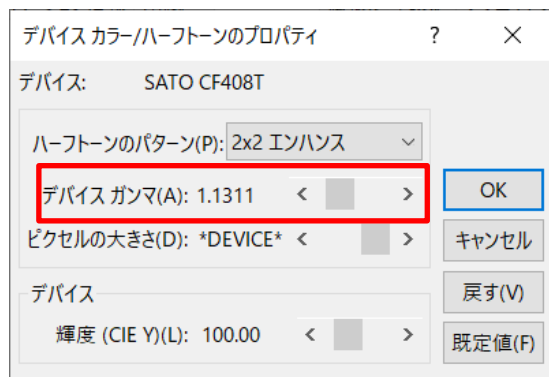 デバイス カラー/ハーフトーンのプロパティ ? ×
デバイス: SATO CF408T
ハーフトーンのパターン(P): 2x2 エンハンス
デバイス ガンマ(A): 1.1311 < > OK
ピクセルの大きさ(D): *DEVICE* < > キャンセル
デバイス 戻す(V)
輝度 (CIE Y)(L): 100.00 < > 既定値(F)